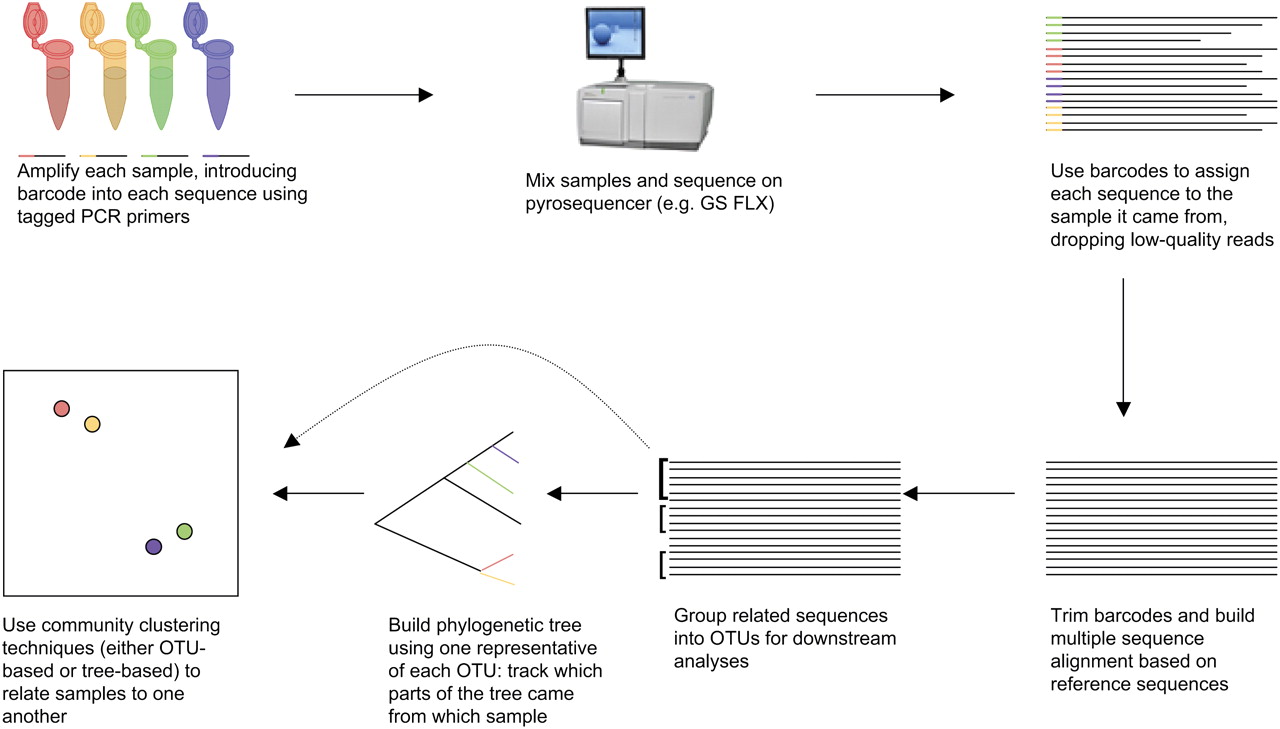 Amplify each sample, introducing
barcode into each sequence using
tagged PCR primers
Mix samples and sequence on
pyrosequencer (e.g. GS FLX)
Use barcodes to assign
each sequence to the
sample it came from,
dropping low-quality reads
Trim barcodes and build
multiple sequence
alignment based on
reference sequences
Group related sequences
into OTUs for downstream
analyses
Build phylogenetic tree
using one representative
of each OTU: track which
parts of the tree came
from which sample
Use community clustering
techniques (either OTU-
based or tree-based) to
relate samples to one
another